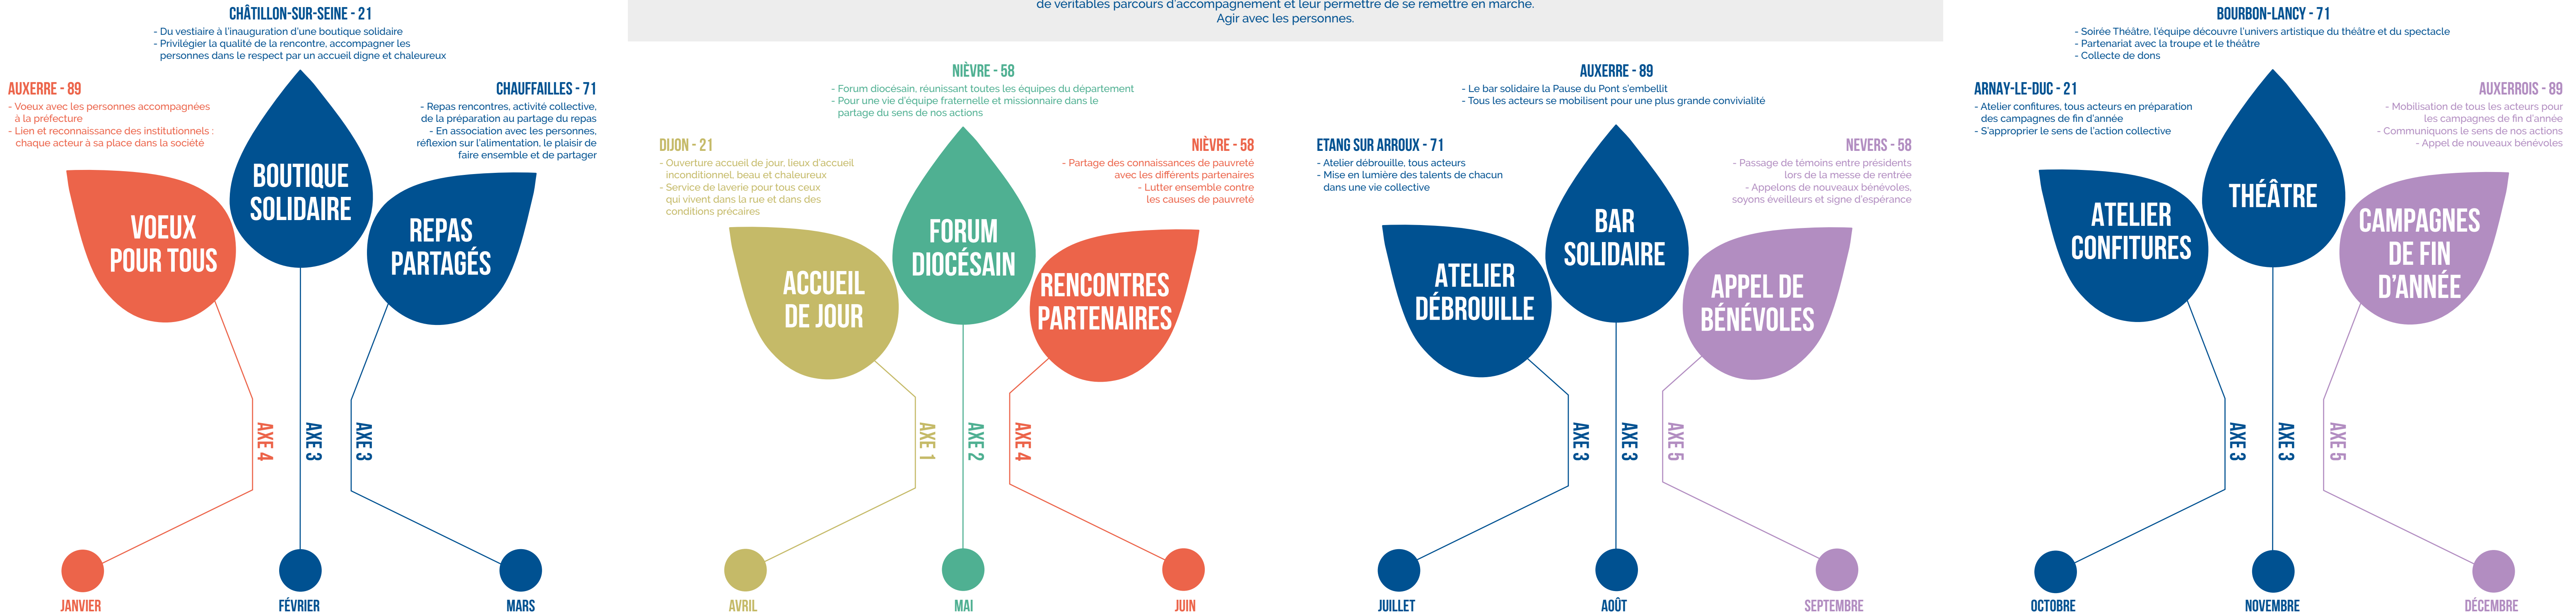 CHÂTILLON-SUR-SEINE - 21
- Du vestiaire à l'inauguration d'une boutique solidaire
- Privilégier la qualité de la rencontre, accompagner les
personnes dans le respect par un accueil digne et chaleureux
AUXERRE - 89
- Voeux avec les personnes accompagnées
à la préfecture
- Lien et reconnaissance des institutionnels :
chaque acteur à sa place dans la société
CHAUFFAILLES - 71
- Repas rencontres, activité collective,
de la préparation au partage du repas
- En association avec les personnes,
réflexion sur l'alimentation, le plaisir de
faire ensemble et de partager
VOEUX
POUR TOUS
BOUTIQUE
SOLIDAIRE
REPAS
PARTAGÉS
AXE 4
AXE 3
AXE 3
JANVIER
FÉVRIER
MARS
de véritables parcours d'accompagnement et leur permettre de se remettre en marche.
Agir avec les personnes.
NIÈVRE - 58
- Forum diocésain, réunissant toutes les équipes du département
- Pour une vie d'équipe fraternelle et missionnaire dans le
partage du sens de nos actions
DIJON - 21
- Ouverture accueil de jour, lieux d'accueil
inconditionnel, beau et chaleureux
- Service de laverie pour tous ceux
qui vivent dans la rue et dans des
conditions précaires
NIÈVRE - 58
- Partage des connaissances de pauvreté
avec les différents partenaires
- Lutter ensemble contre
les causes de pauvreté
ACCUEIL
DE JOUR
FORUM
DIOCÉSAIN
RENCONTRES
PARTENAIRES
AXE 1
AXE 2
AXE 4
AVRIL
MAI
JUIN
AUXERRE - 89
- Le bar solidaire la Pause du Pont s'embellit
- Tous les acteurs se mobilisent pour une plus grande convivialité
ETANG SUR ARROUX - 71
- Atelier débrouille, tous acteurs
- Mise en lumière des talents de chacun
dans une vie collective
NEVERS - 58
- Passage de témoins entre présidents
lors de la messe de rentrée
- Appelons de nouveaux bénévoles,
soyons éveilleurs et signe d'espérance
ATELIER
DÉBROUILLE
BAR
SOLIDAIRE
APPEL DE
BÉNÉVOLES
AXE 3
AXE 3
AXE 5
JUILLET
AOÛT
SEPTEMBRE
BOURBON-LANCY - 71
- Soirée Théâtre, l'équipe découvre l'univers artistique du théâtre et du spectacle
- Partenariat avec la troupe et le théâtre
- Collecte de dons
ARNAY-LE-DUC - 21
- Atelier confitures, tous acteurs en préparation
des campagnes de fin d'année
- S'approprier le sens de l'action collective
AUXERROIS - 89
- Mobilisation de tous les acteurs pour
les campagnes de fin d'année
- Communiquons le sens de nos actions
- Appel de nouveaux bénévoles
ATELIER
CONFITURES
THÉÂTRE
CAMPAGNES
DE FIN
D'ANNÉE
AXE 3
AXE 3
AXE 5
OCTOBRE
NOVEMBRE
DÉCEMBRE